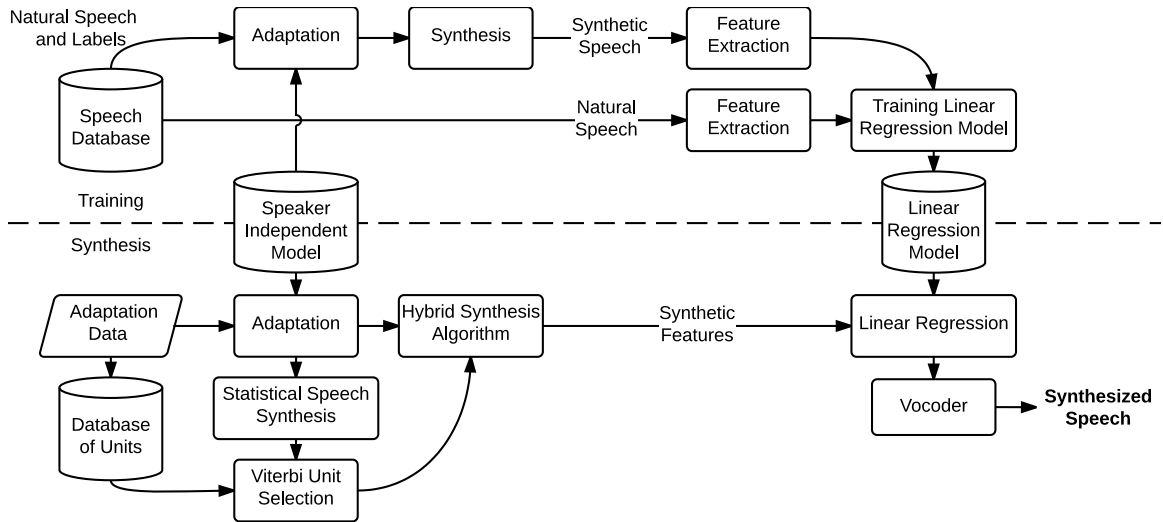 Natural Speech
and Labels
Adaptation
Synthesis
Synthetic
Speech
Feature
Extraction
Speech
Database
Natural
Speech
Feature
Extraction
Training Linear
Regression Model
Training
Speaker
Independent
Model
Linear
Regression
Model
Synthesis
Adaptation
Data
Adaptation
Hybrid Synthesis
Algorithm
Synthetic
Features
Linear Regression
Statistical Speech
Synthesis
Database
of Units
Vocoder
Synthesized
Speech
Viterbi Unit
Selection